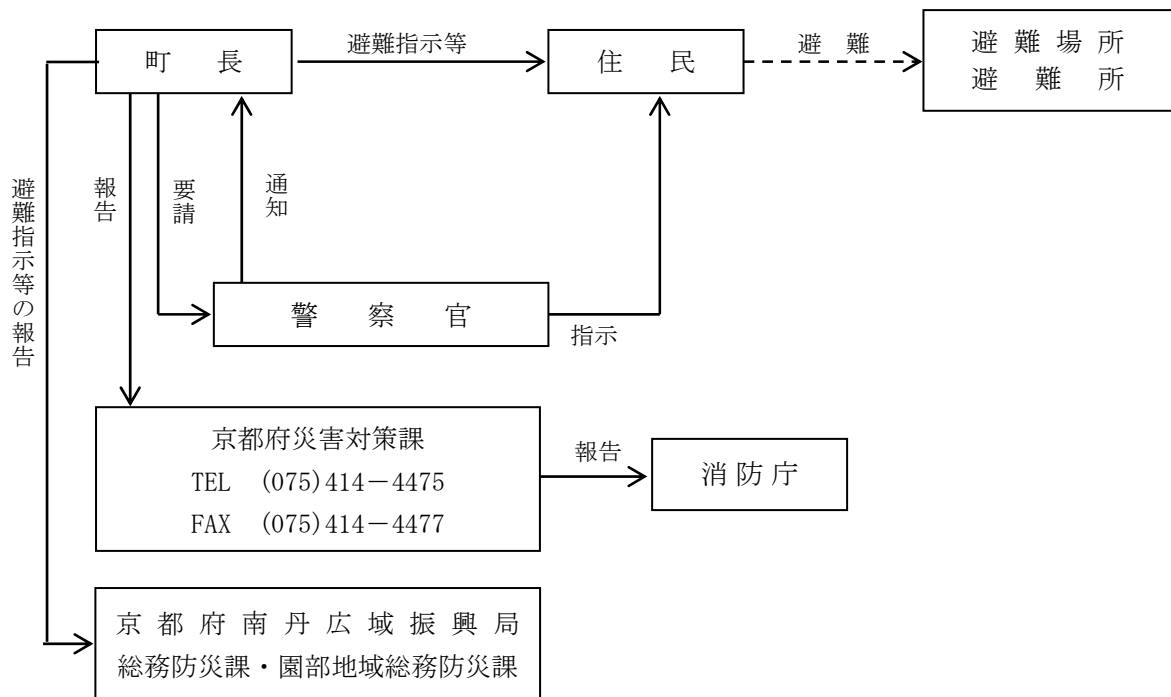 町　長
避難指示等
住　民
避　難
避 難 場 所
避　難　所
避難指示等の報告
報告
要請
通知
警　察　官
指示
京都府災害対策課
TEL　(075)414－4475
FAX　(075)414－4477
報告
消 防 庁
京 都 府 南 丹 広 域 振 興 局
総務防災課・園部地域総務防災課